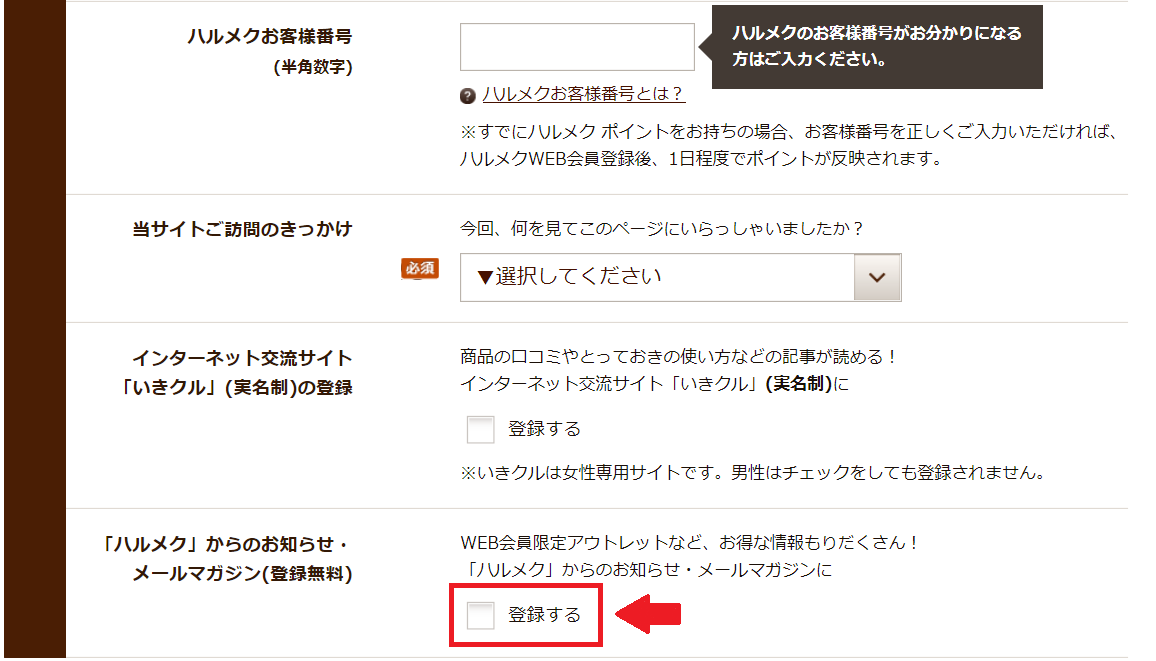 ハルメクお客様番号
(半角数字)
ハルメクのお客様番号がお分かりになる
方はご入力ください。
? ハルメクお客様番号とは?
※すでにハルメク ポイントをお持ちの場合、お客様番号を正しくご入力いただければ、
ハルメクWEB会員登録後、1日程度でポイントが反映されます。
当サイトご訪問のきっかけ
必須
今回、何を見てこのページにいらっしゃいましたか?
▼選択してください
インターネット交流サイト
「いきクル」(実名制)の登録
商品の口コミやとっておきの使い方などの記事が読める!
インターネット交流サイト「いきクル」(実名制)に
登録する
※いきクルは女性専用サイトです。男性はチェックをしても登録されません。
「ハルメク」からのお知らせ・
メールマガジン(登録無料)
WEB会員限定アウトレットなど、お得な情報もりだくさん!
「ハルメク」からのお知らせ・メールマガジンに
登録する